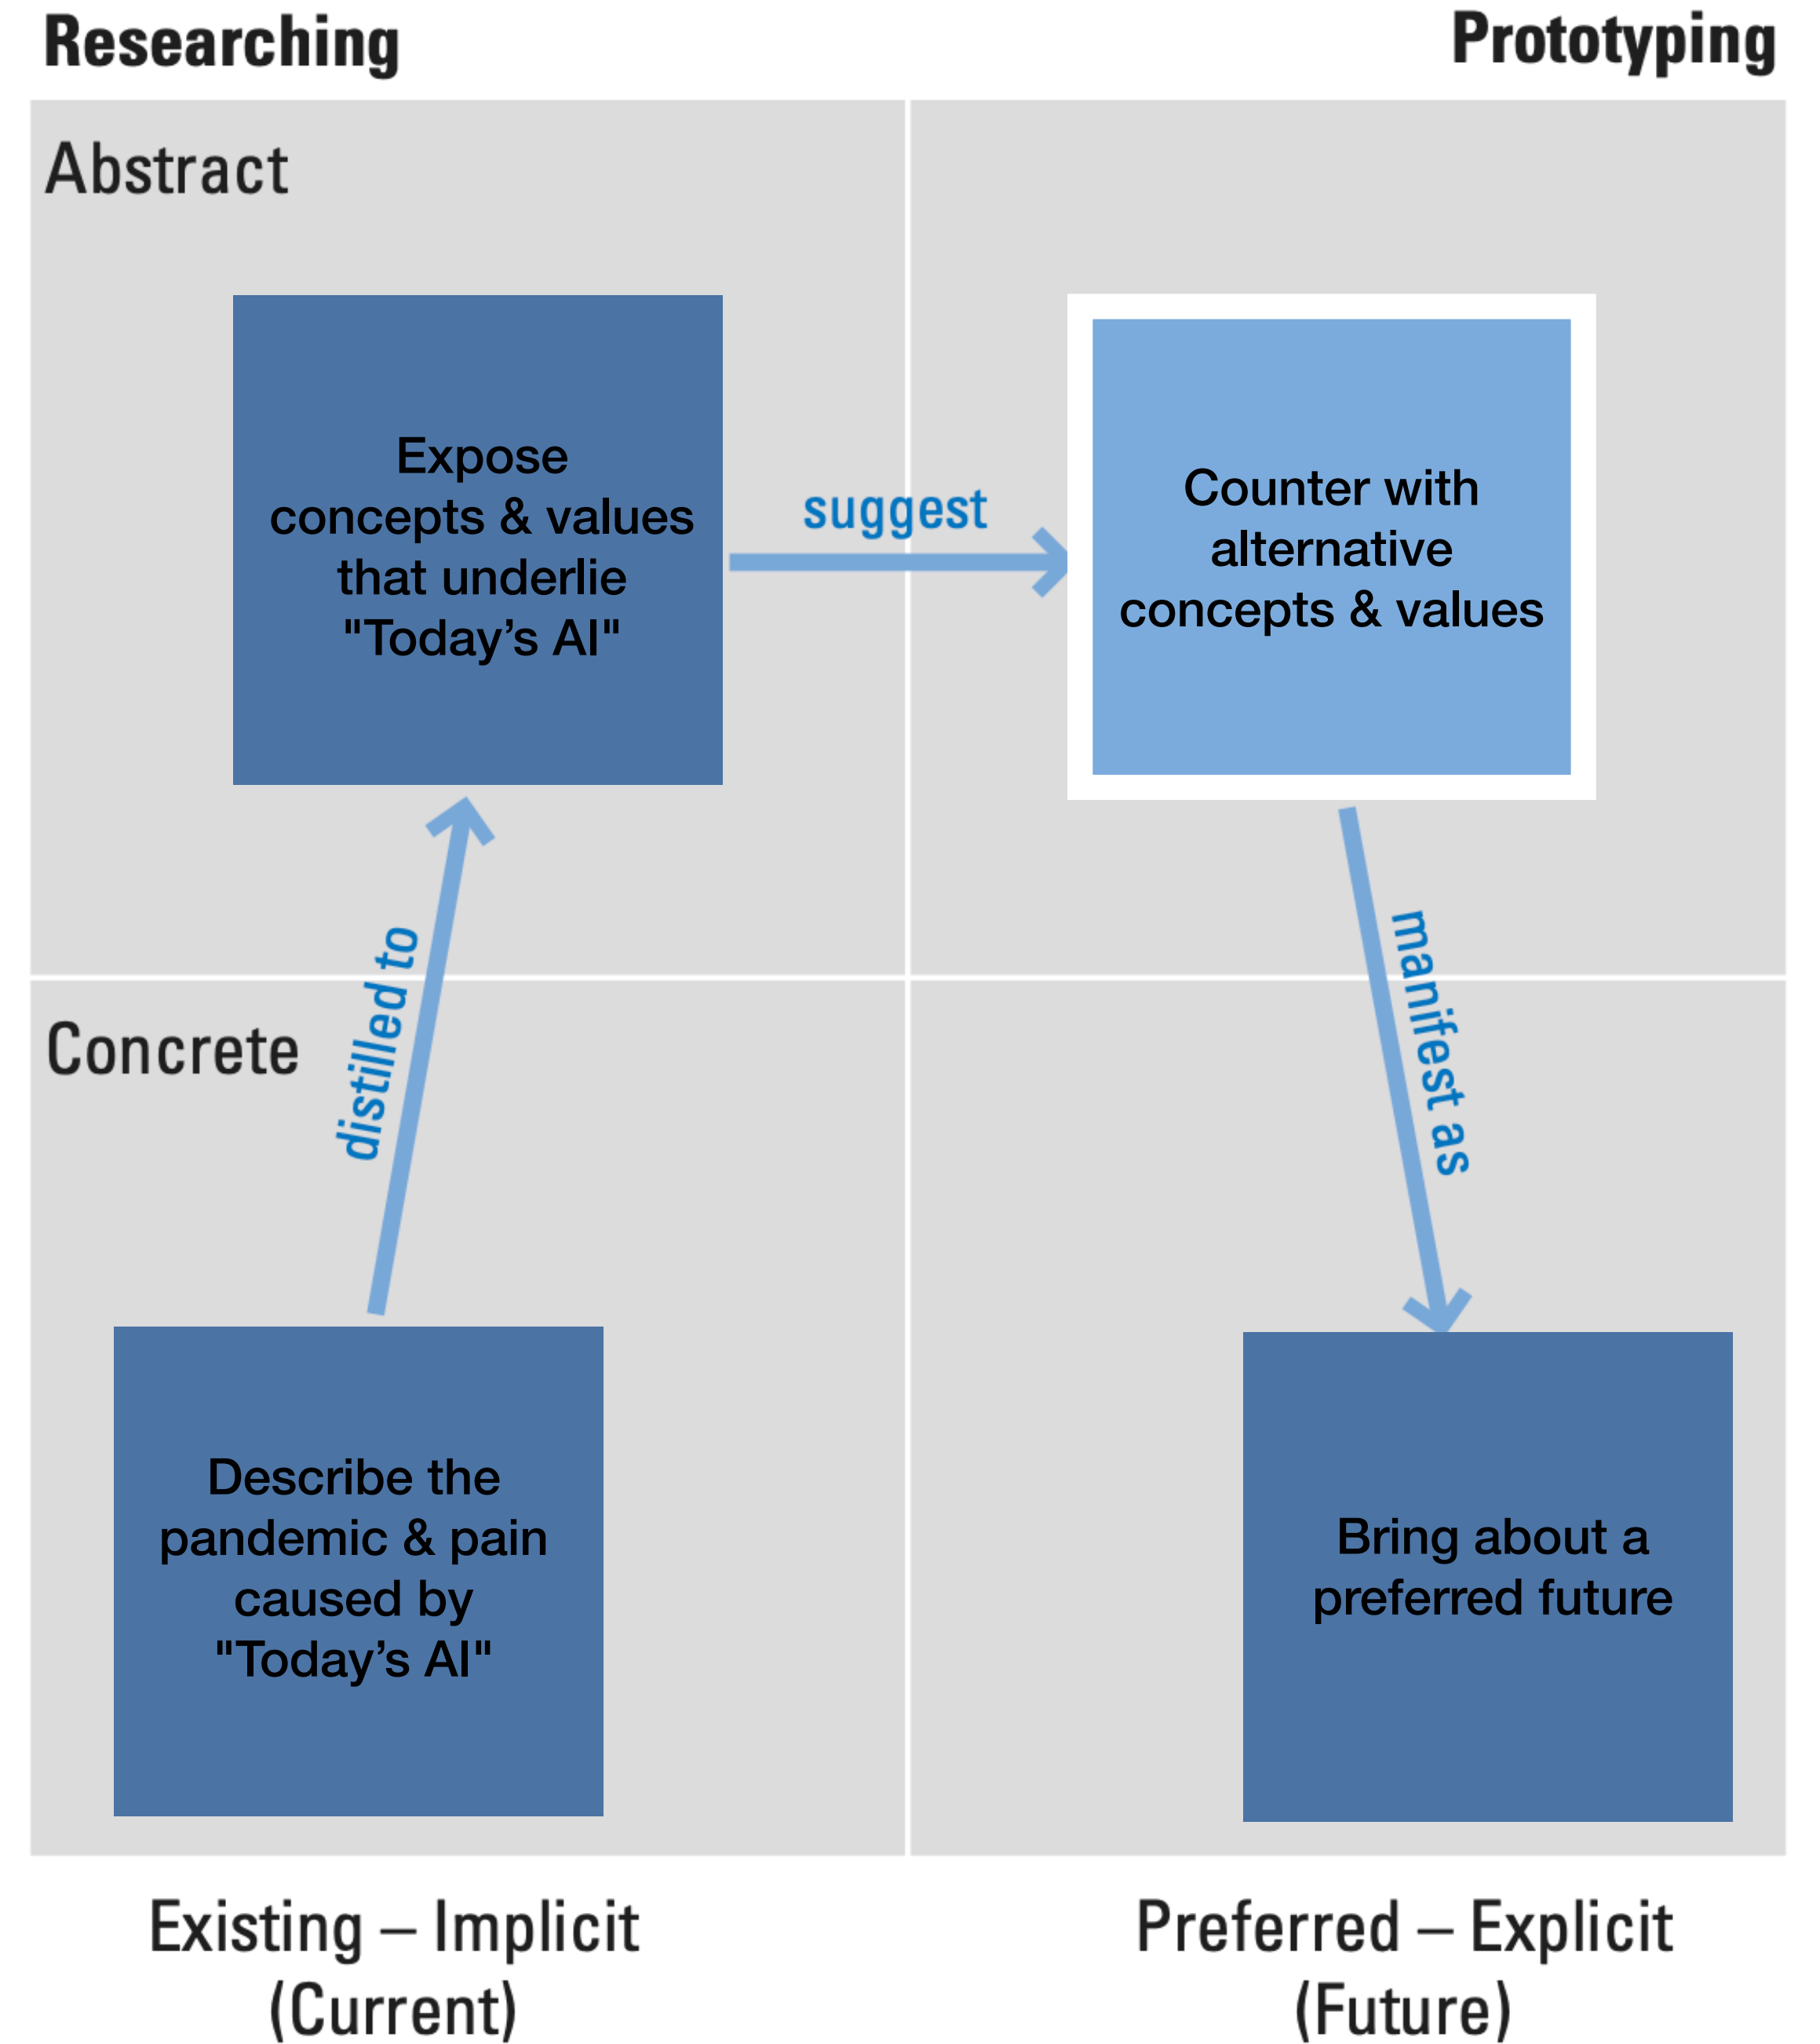 Researching
Prototyping
Abstract
Expose
concepts & values
that underlie
"Today’s AI"
suggest
Counter with
alternative
concepts & values
distilled to
manifest as
Concrete
Describe the
pandemic & pain
caused by
"Today’s AI"
Bring about a
preferred future
Existing – Implicit
(Current)
Preferred – Explicit
(Future)